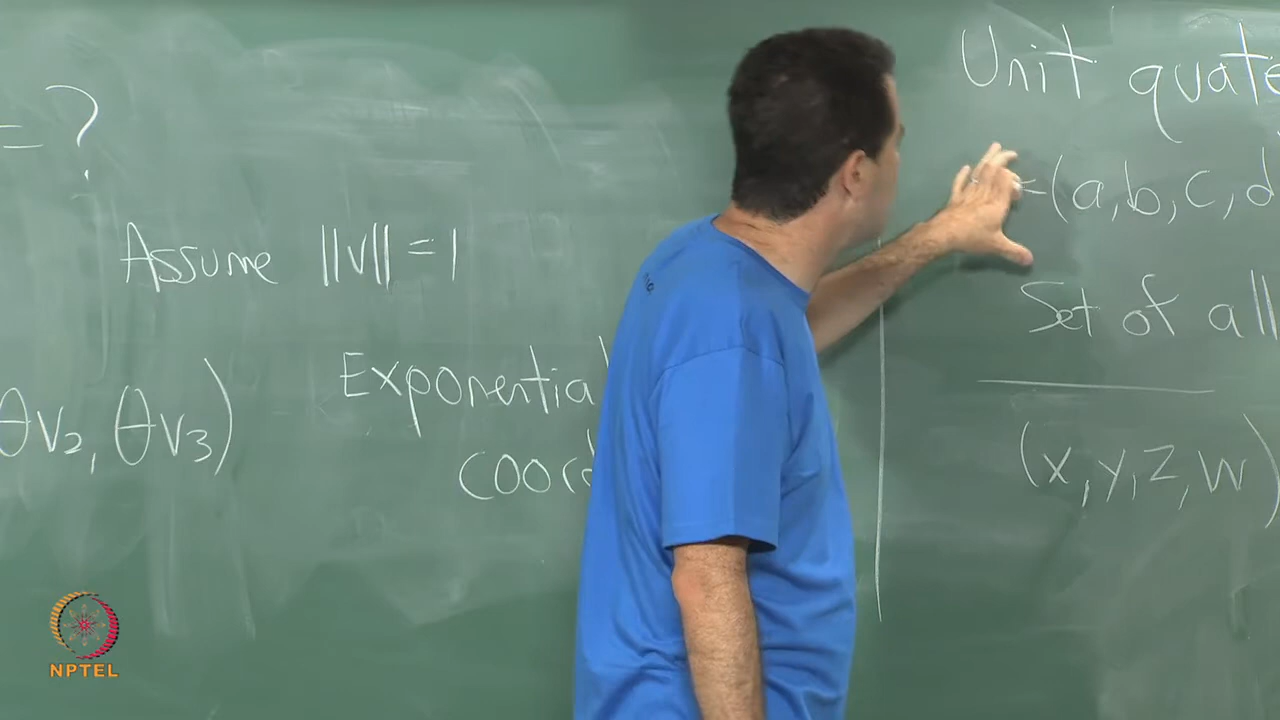 = ?
Assume ||v|| = 1
θv₂, θv₃)
Exponential
coord
Unit quate
=(a,b,c,d
Set of all
(x,y,z,w)
NPTEL